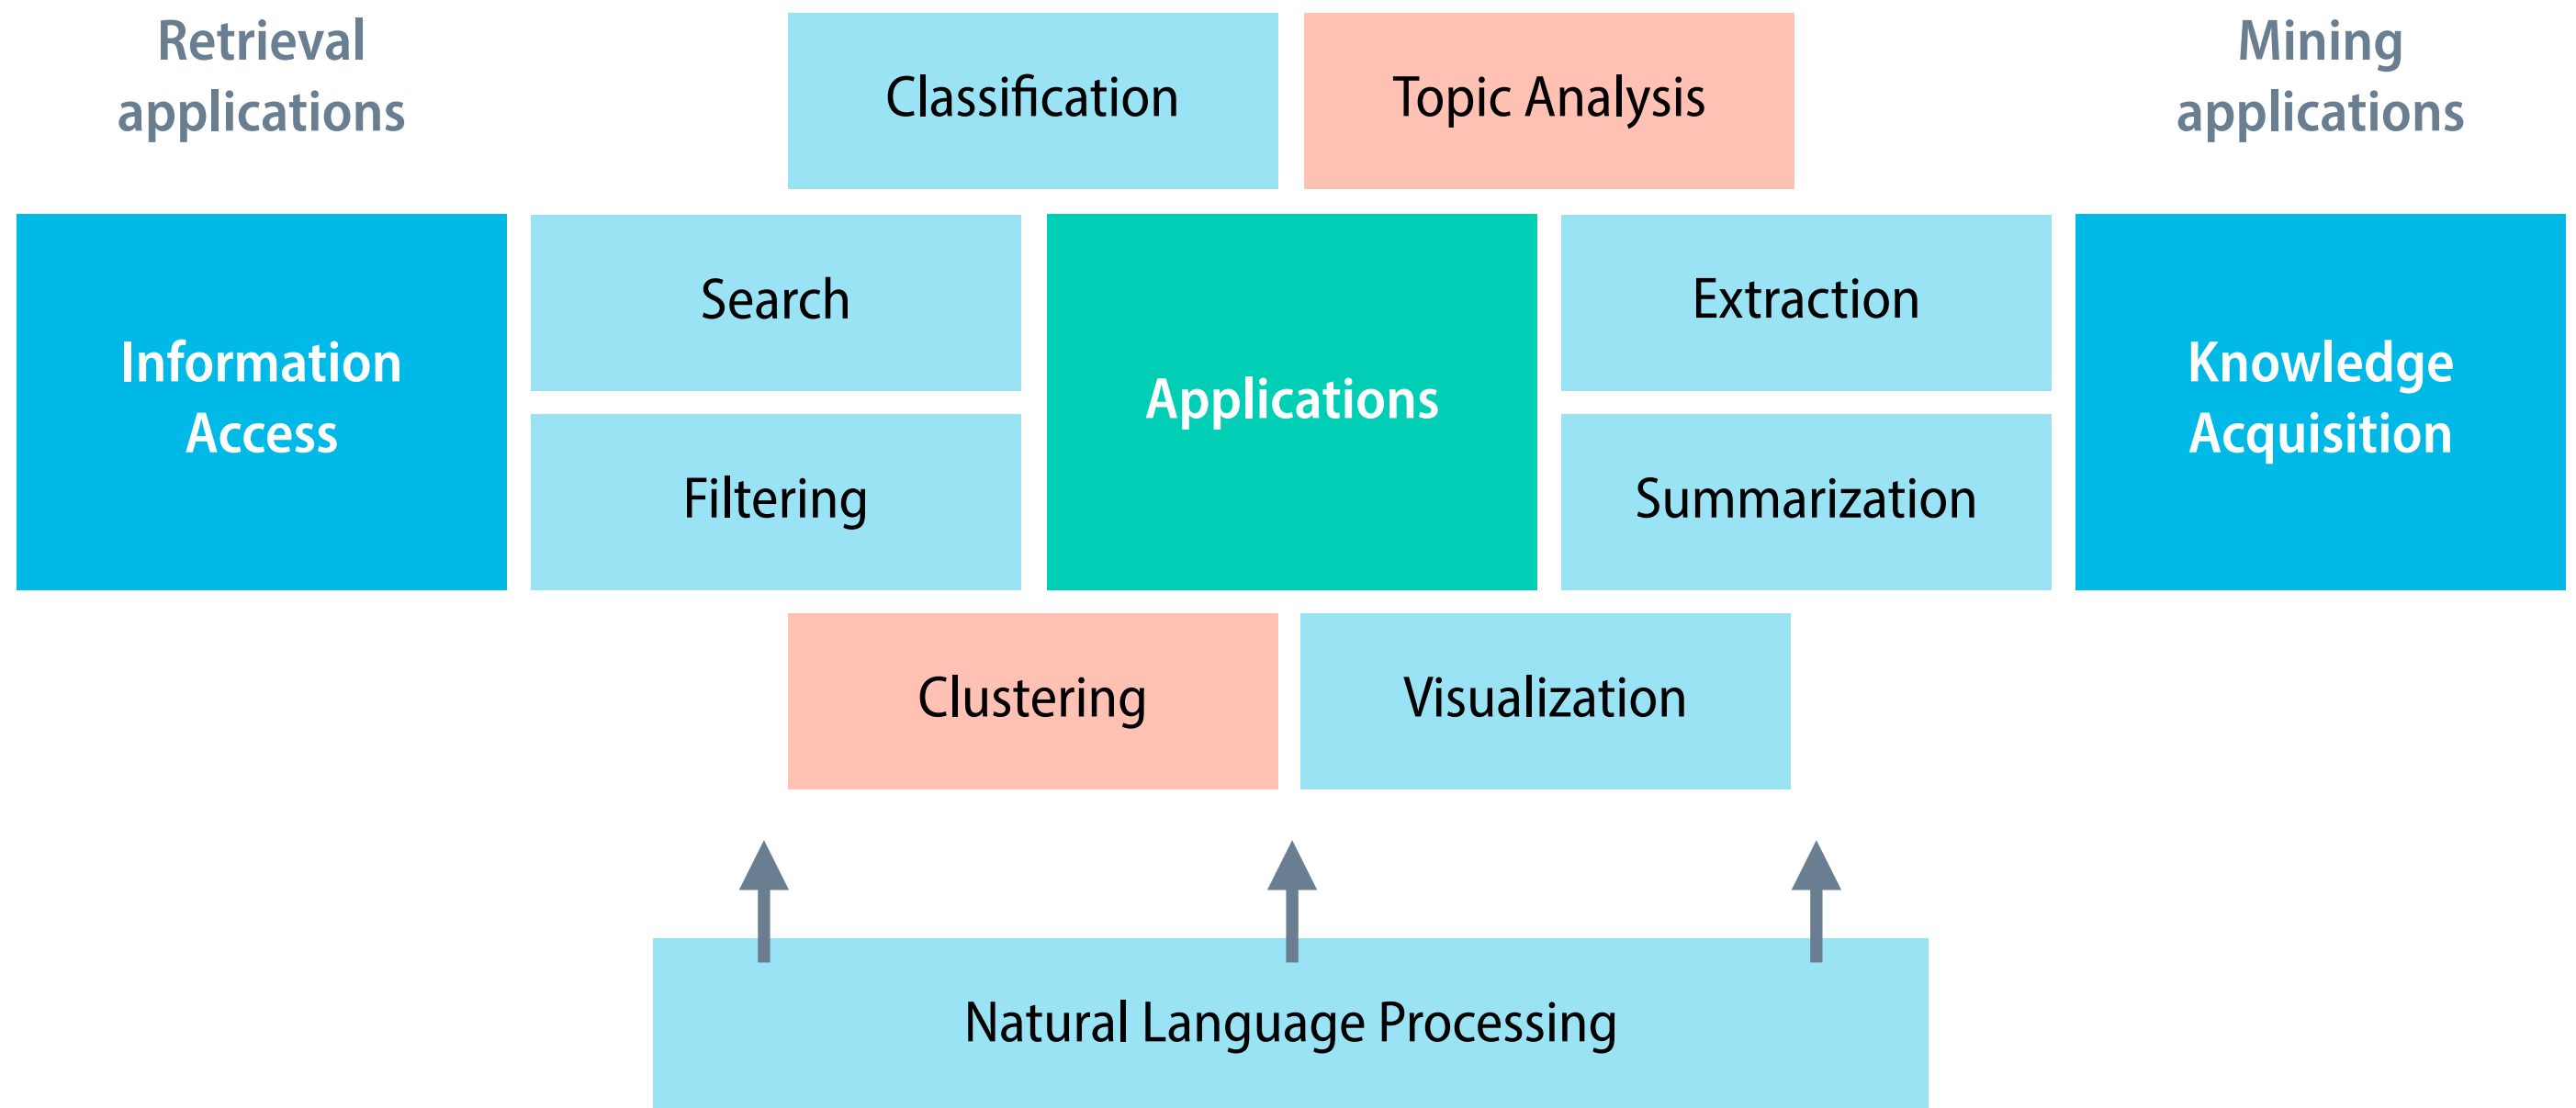 Retrieval
applications
Classification
Topic Analysis
Mining
applications
Information
Access
Search
Filtering
Applications
Extraction
Summarization
Knowledge
Acquisition
Clustering
Visualization
Natural Language Processing